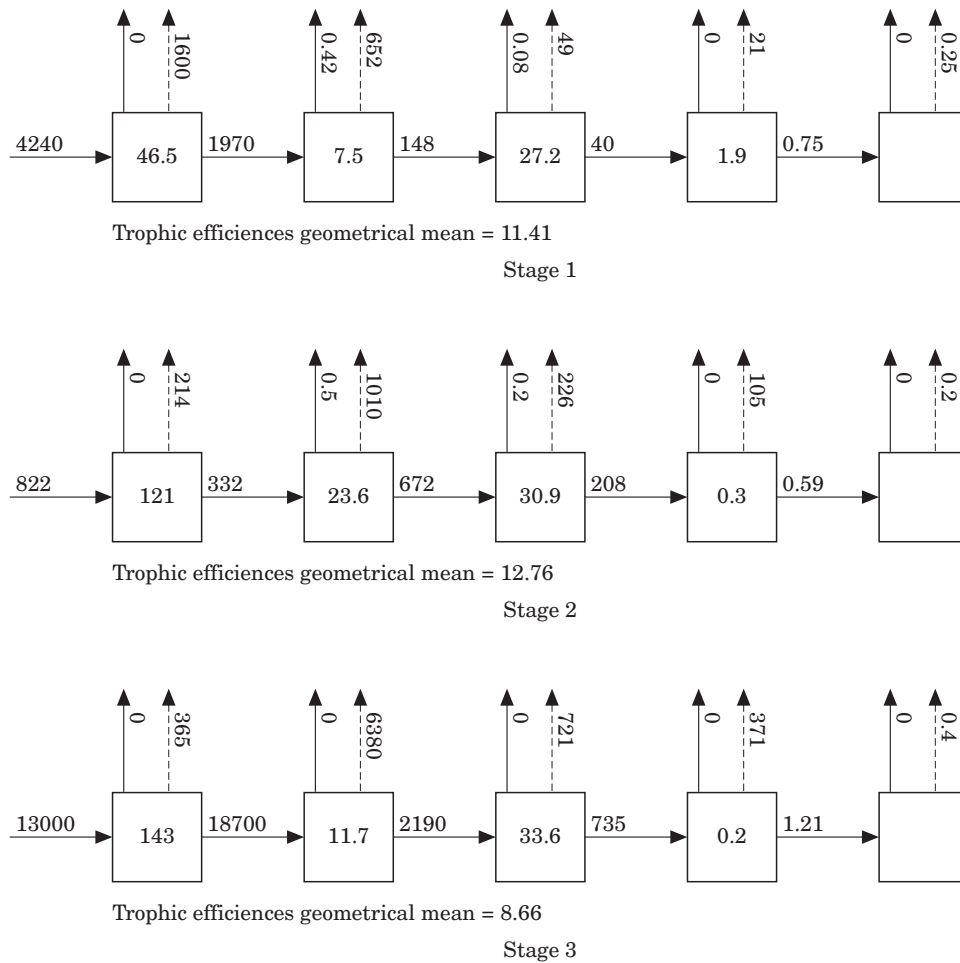 0 1600 0.42 652 0.08 49 0 21 0 0.25
4240 46.5 1970 7.5 148 27.2 40 1.9 0.75
Trophic efficiences geometrical mean = 11.41
Stage 1
0 214 0.5 1010 0.2 226 0 105 0 0.2
822 121 332 23.6 672 30.9 208 0.3 0.59
Trophic efficiences geometrical mean = 12.76
Stage 2
0 365 0 6380 0 721 0 371 0 0.4
13000 143 18700 11.7 2190 33.6 735 0.2 1.21
Trophic efficiences geometrical mean = 8.66
Stage 3